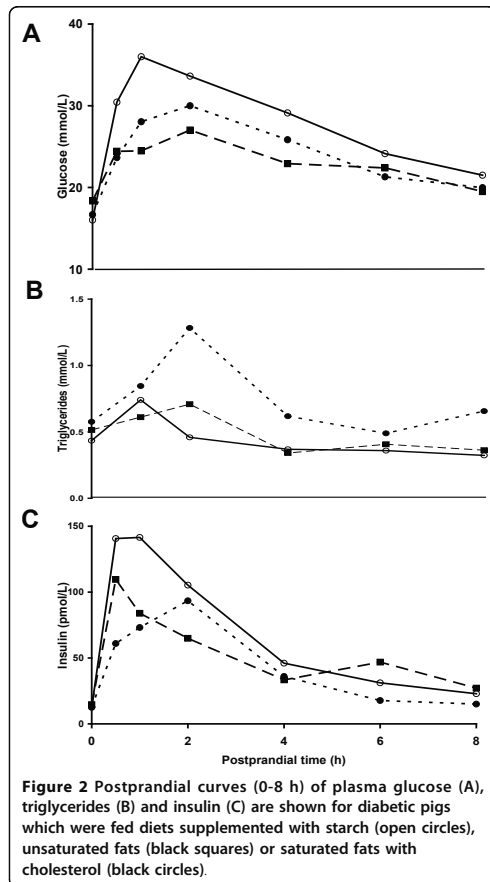 A
40
30
20
10
Glucose (mmol/L)
B
1.5
1.0
0.5
0.0
Triglycerides (mmol/L)
C
150
100
50
0
Insulin (pmol/L)
0 2 4 6 8
Postprandial time (h)
Figure 2 Postprandial curves (0-8 h) of plasma glucose (A),
triglycerides (B) and insulin (C) are shown for diabetic pigs
which were fed diets supplemented with starch (open circles),
unsaturated fats (black squares) or saturated fats with
cholesterol (black circles).